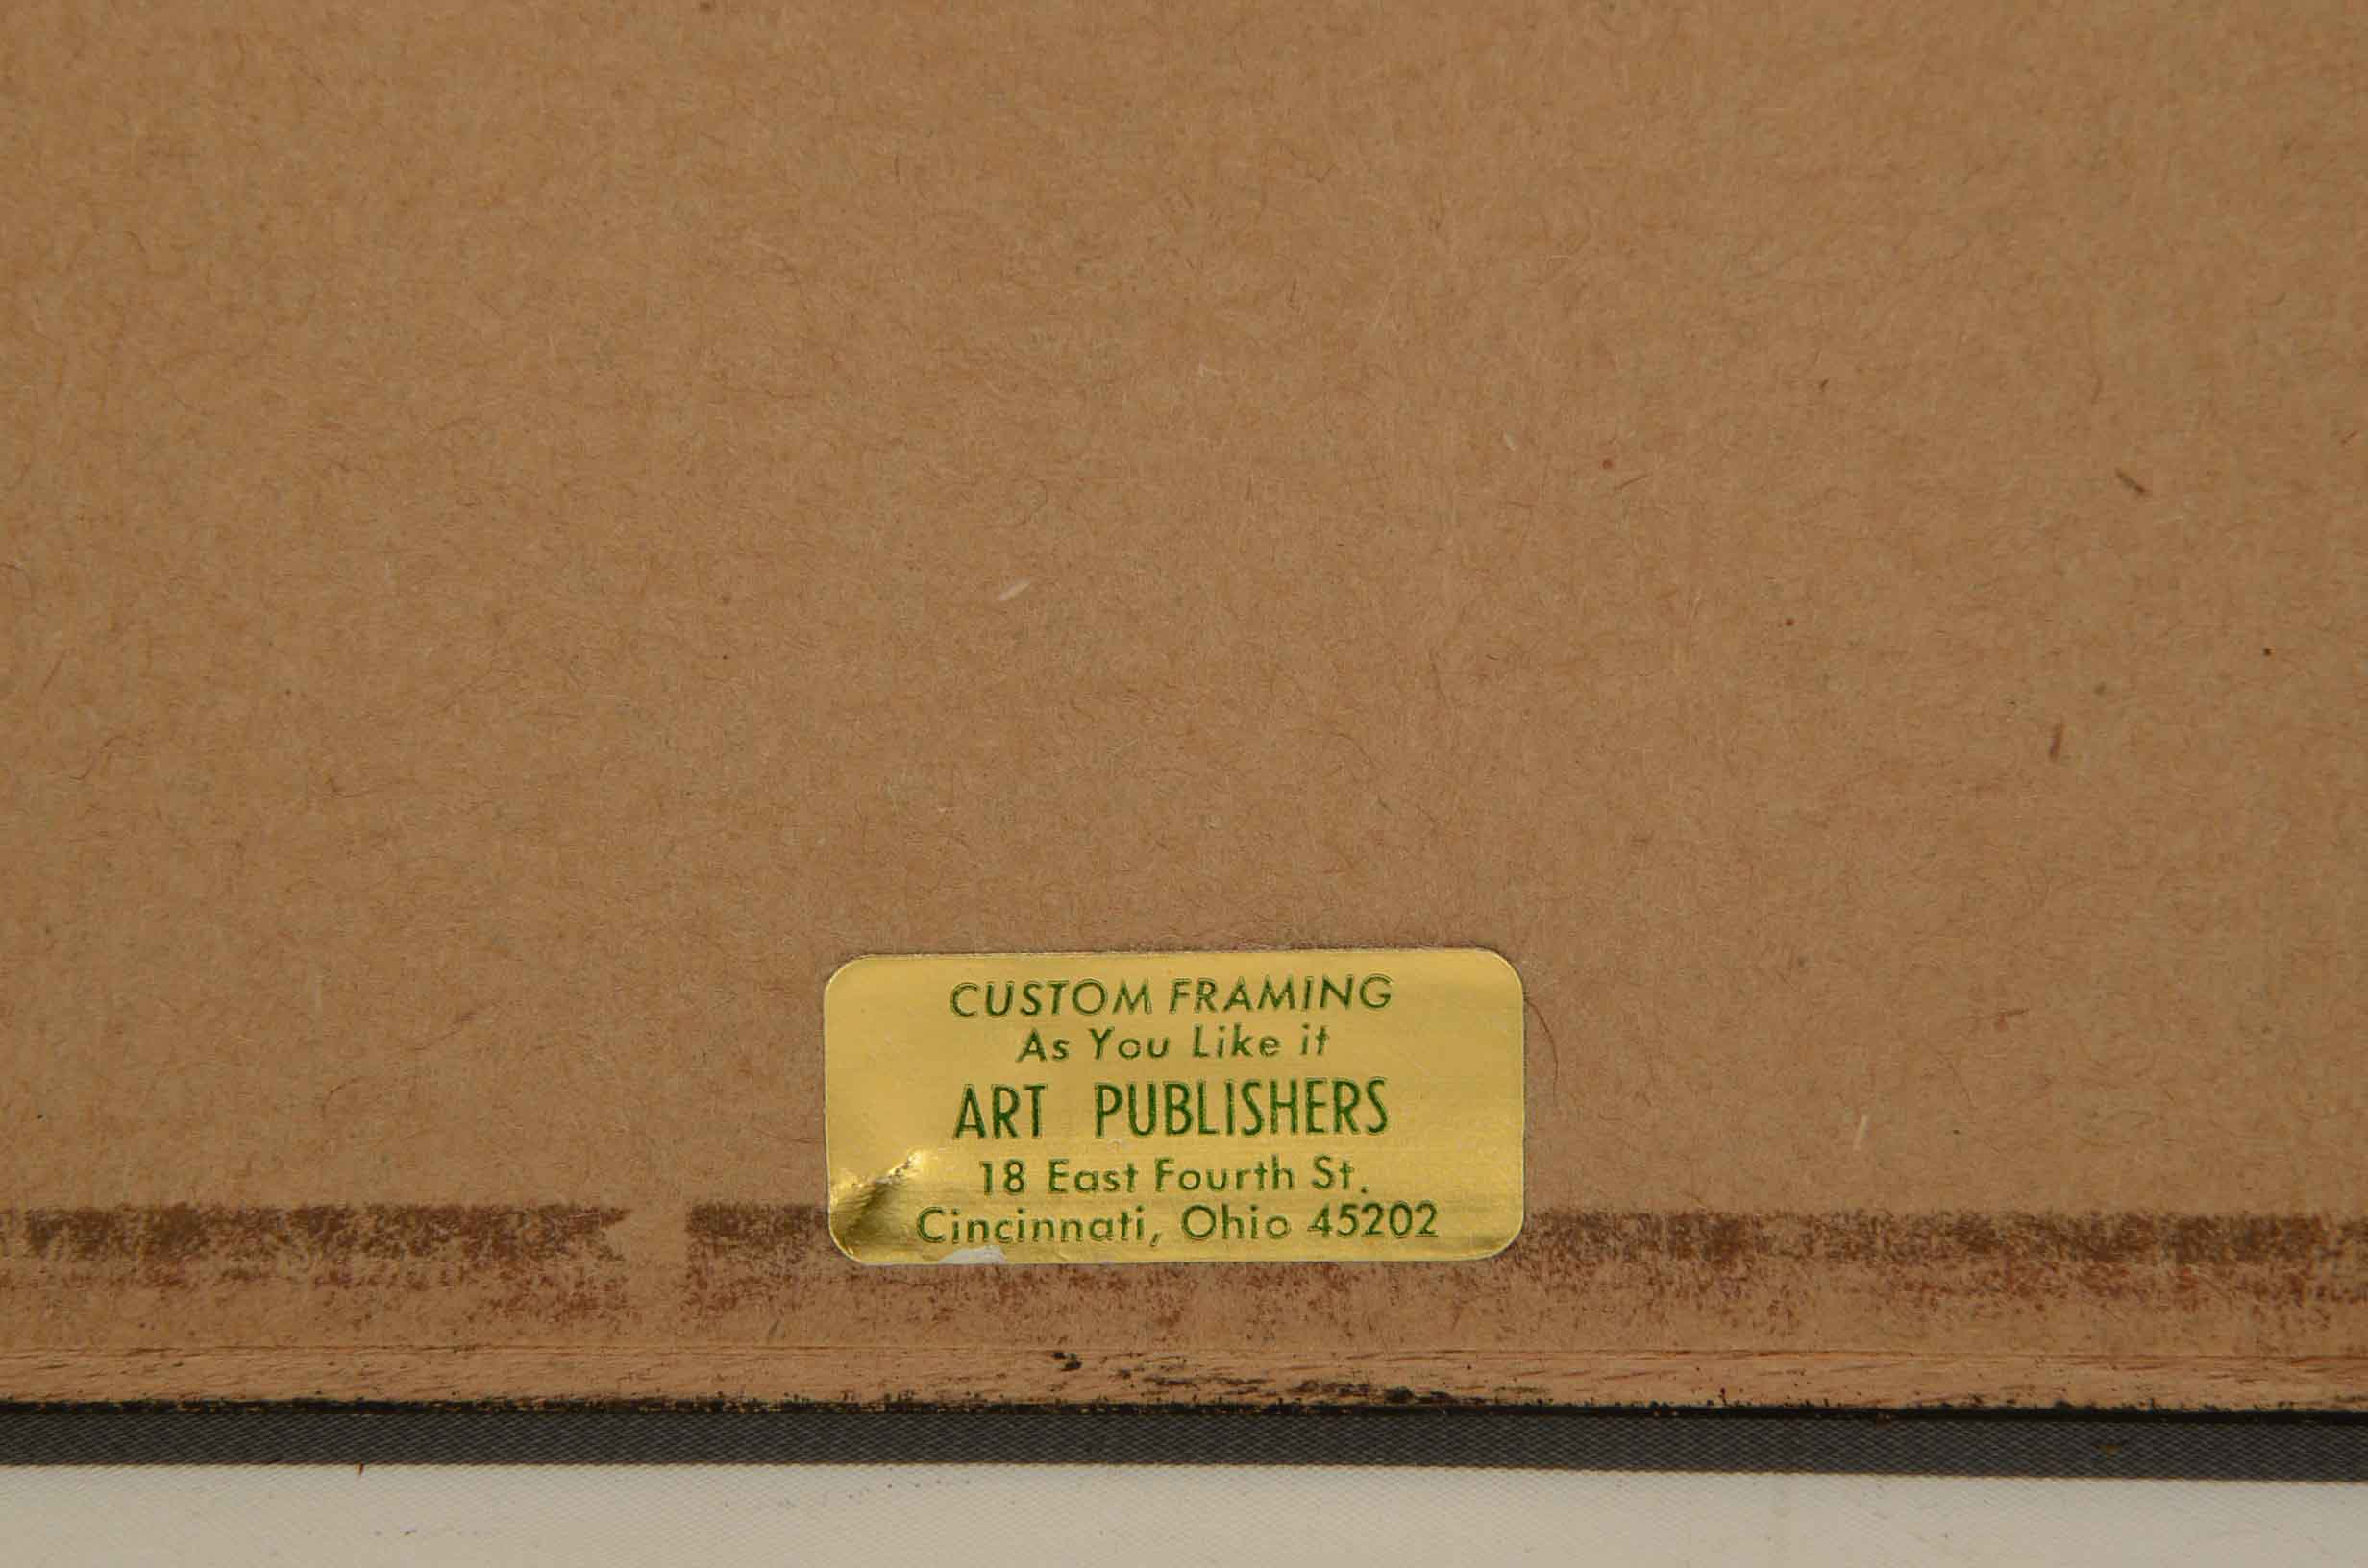 CUSTOM FRAMING
As You Like it
ART PUBLISHERS
18 East Fourth St.
Cincinnati, Ohio 45202